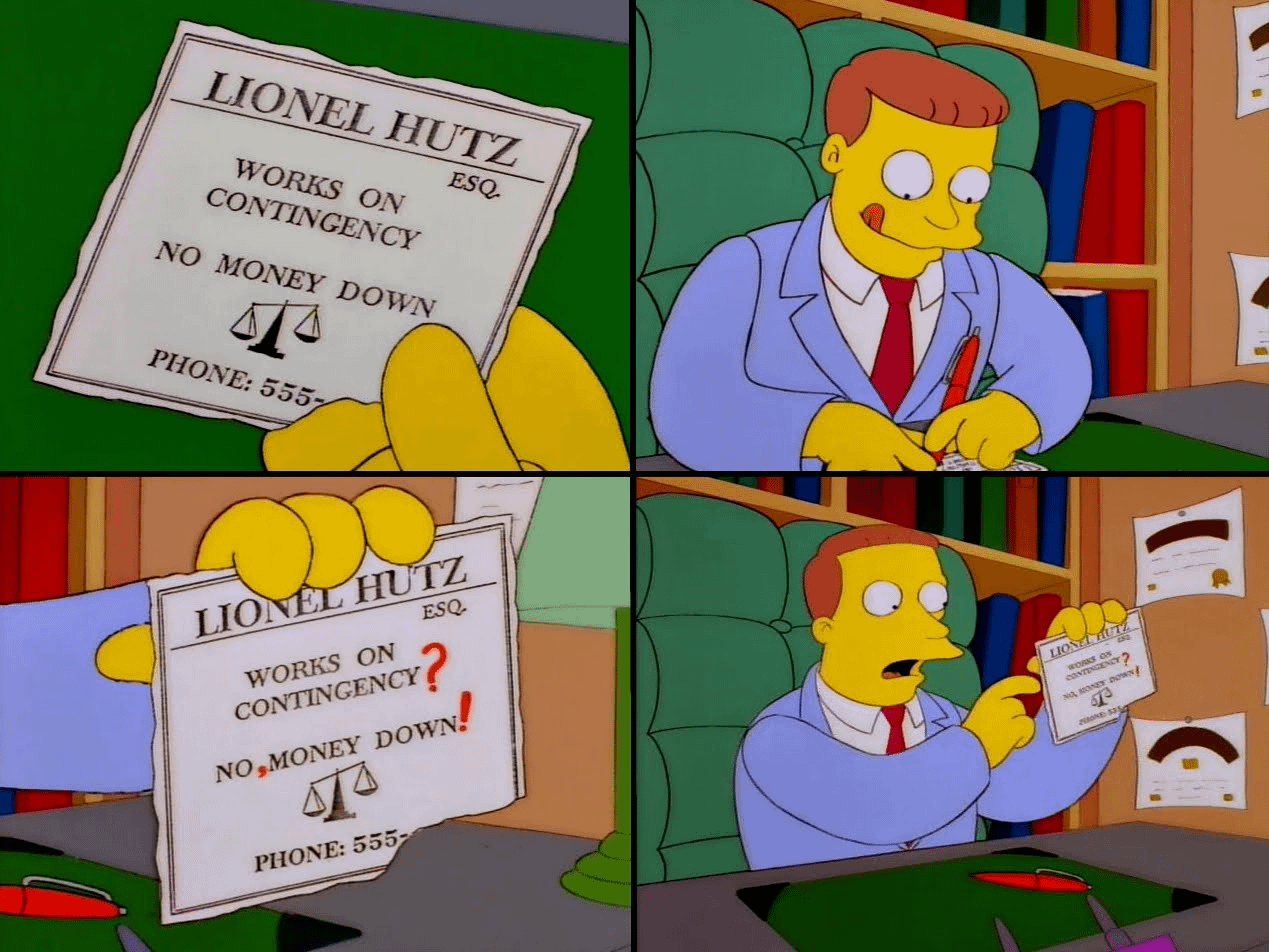 LIONEL HUTZ
ESQ.
WORKS ON
CONTINGENCY
NO MONEY DOWN
PHONE: 555-
LIONEL HUTZ
ESQ.
WORKS ON
CONTINGENCY?
NO, MONEY DOWN!
PHONE: 555-
LIONEL HUTZ
ESQ.
WORKS ON
CONTINGENCY?
NO, MONEY DOWN!
PHONE: 555-